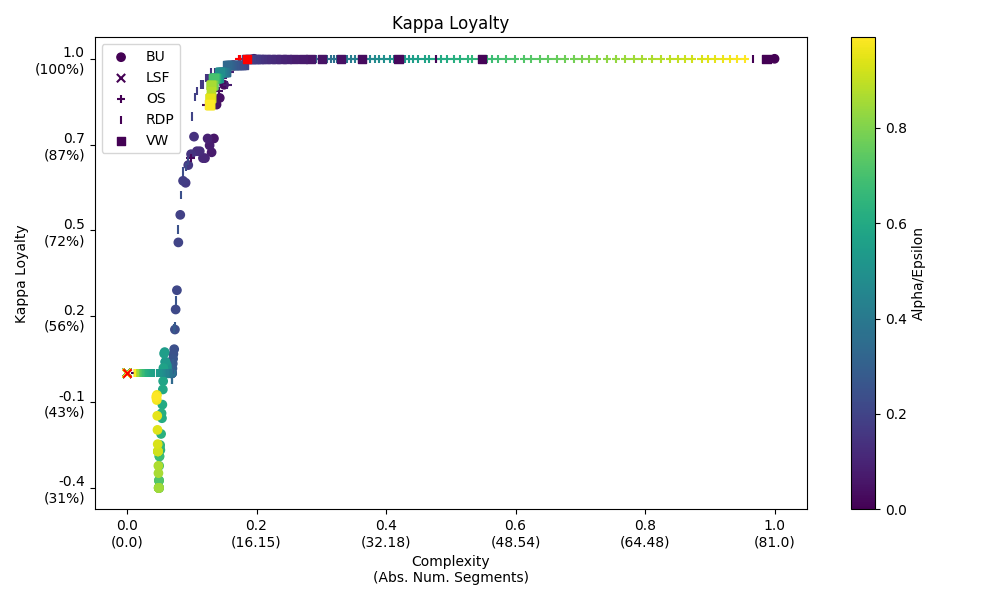 Kappa Loyalty
BU
LSF
OS
RDP
VW
1.0
(100%)
0.7
(87%)
0.5
(72%)
0.2
(56%)
-0.1
(43%)
-0.4
(31%)
Kappa Loyalty
0.0
(0.0)
0.2
(16.15)
0.4
(32.18)
0.6
(48.54)
0.8
(64.48)
1.0
(81.0)
Complexity
(Abs. Num. Segments)
0.8
0.6
0.4
0.2
0.0
Alpha/Epsilon